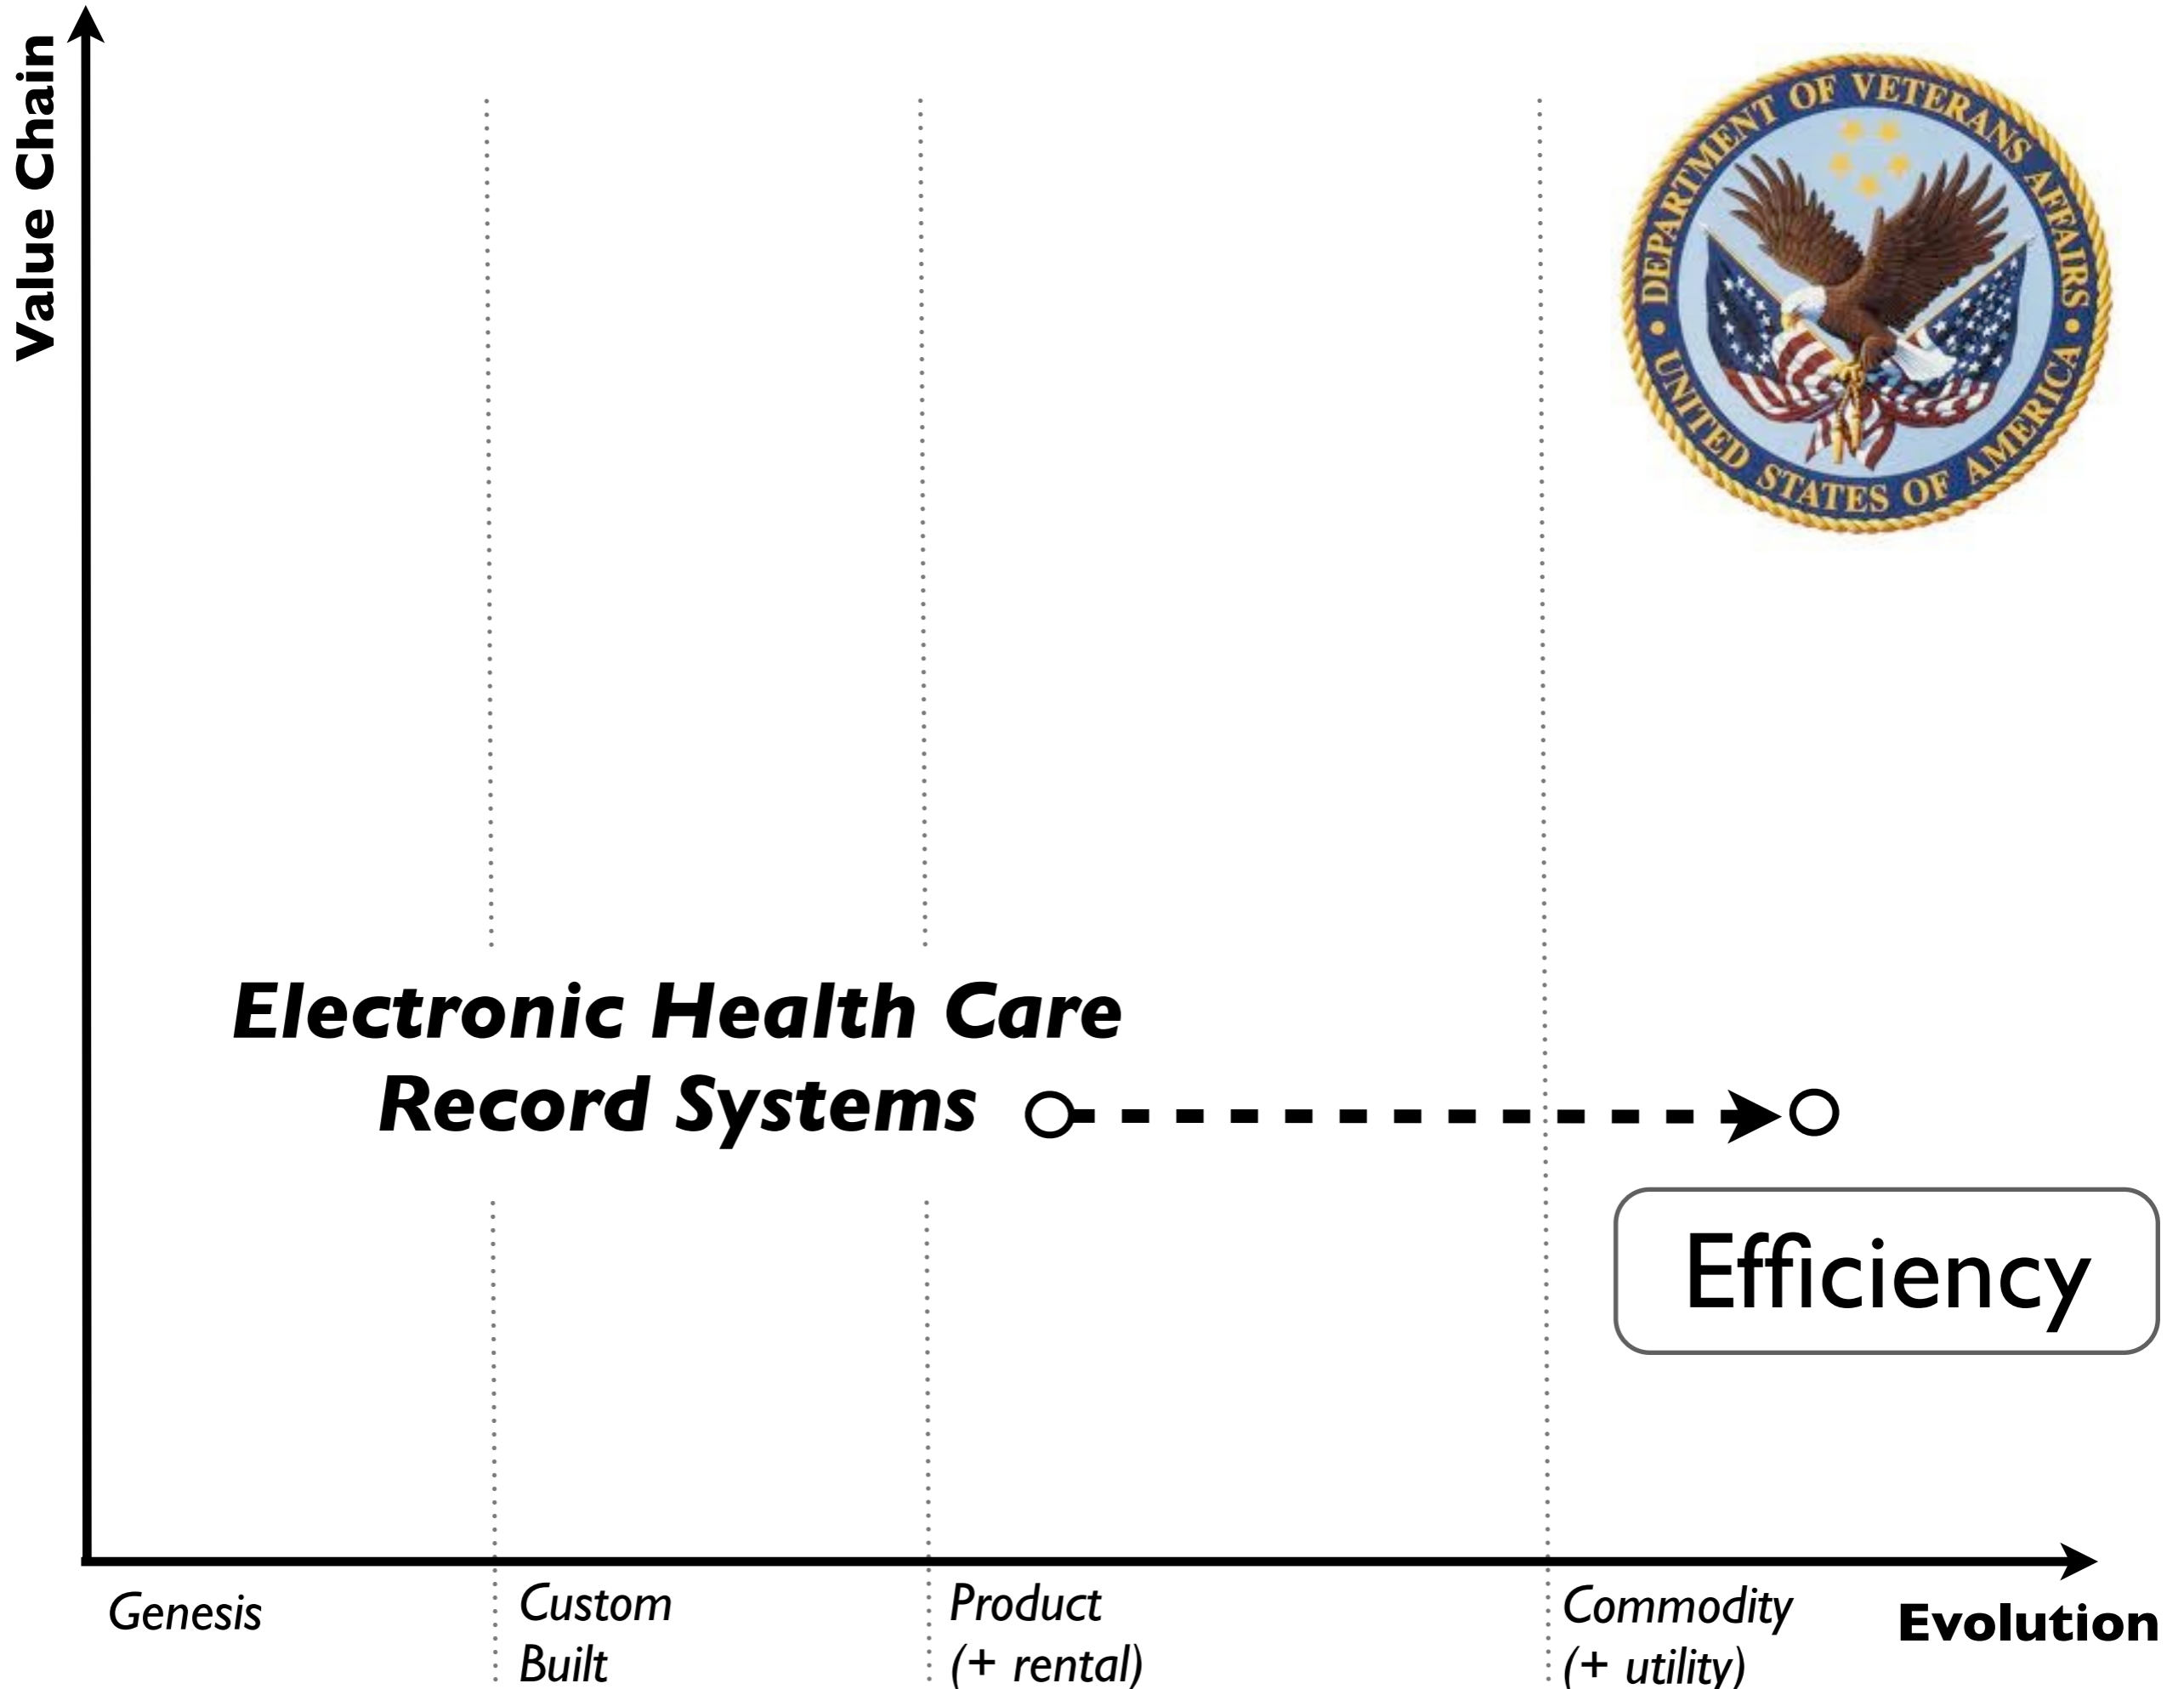 Value Chain
DEPARTMENT OF VETERANS AFFAIRS
UNITED STATES OF AMERICA
Electronic Health Care
Record Systems
Efficiency
Genesis
Custom
Built
Product
(+ rental)
Commodity
(+ utility)
Evolution